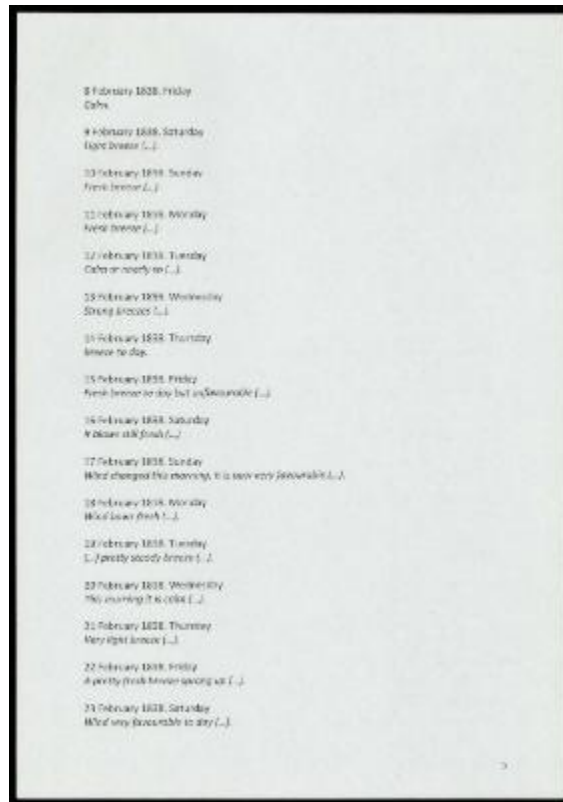 8 February 1839. Friday
Calm.
9 February 1839. Saturday
Light breeze [...].
10 February 1839. Sunday
Fresh breeze [...].
11 February 1839. Monday
Fresh breeze [...].
12 February 1839. Tuesday
Calm or nearly so [...].
13 February 1839. Wednesday
Strong breezes [...].
14 February 1839. Thursday
breeze to day.
15 February 1839. Friday
Fresh breeze to day but unfavourable [...].
16 February 1839. Saturday
It blows still fresh [...].
17 February 1839. Sunday
Wind changed this morning, it is now very favourable [...].
18 February 1839. Monday
Wind blows fresh [...].
19 February 1839. Tuesday
[...] pretty steady breeze [...].
20 February 1839. Wednesday
This morning it is calm [...].
21 February 1839. Thursday
Very light breeze [...].
22 February 1839. Friday
A pretty fresh breeze sprang up [...].
23 February 1839. Saturday
Wind very favourable to day [...].